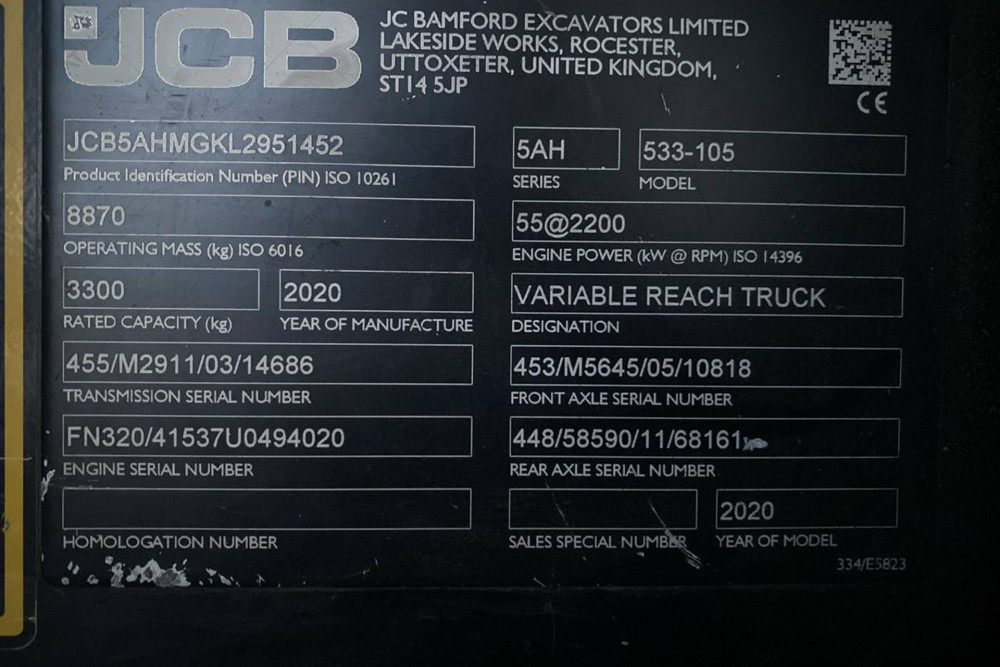 JCB
JC BAMFORD EXCAVATORS LIMITED
LAKESIDE WORKS, ROCESTER,
UTTOXETER, UNITED KINGDOM,
ST14 5JP
CE
JCB5AHMGKL2951452
Product Identification Number (PIN) ISO 10261
5AH
SERIES
533-105
MODEL
8870
OPERATING MASS (kg) ISO 6016
55@2200
ENGINE POWER (kW @ RPM) ISO 14396
3300
RATED CAPACITY (kg)
2020
YEAR OF MANUFACTURE
VARIABLE REACH TRUCK
DESIGNATION
455/M2911/03/14686
TRANSMISSION SERIAL NUMBER
453/M5645/05/10818
FRONT AXLE SERIAL NUMBER
FN320/41537U0494020
ENGINE SERIAL NUMBER
448/58590/11/68161
REAR AXLE SERIAL NUMBER
HOMOLOGATION NUMBER
SALES SPECIAL NUMBER
2020
YEAR OF MODEL
334/E5823